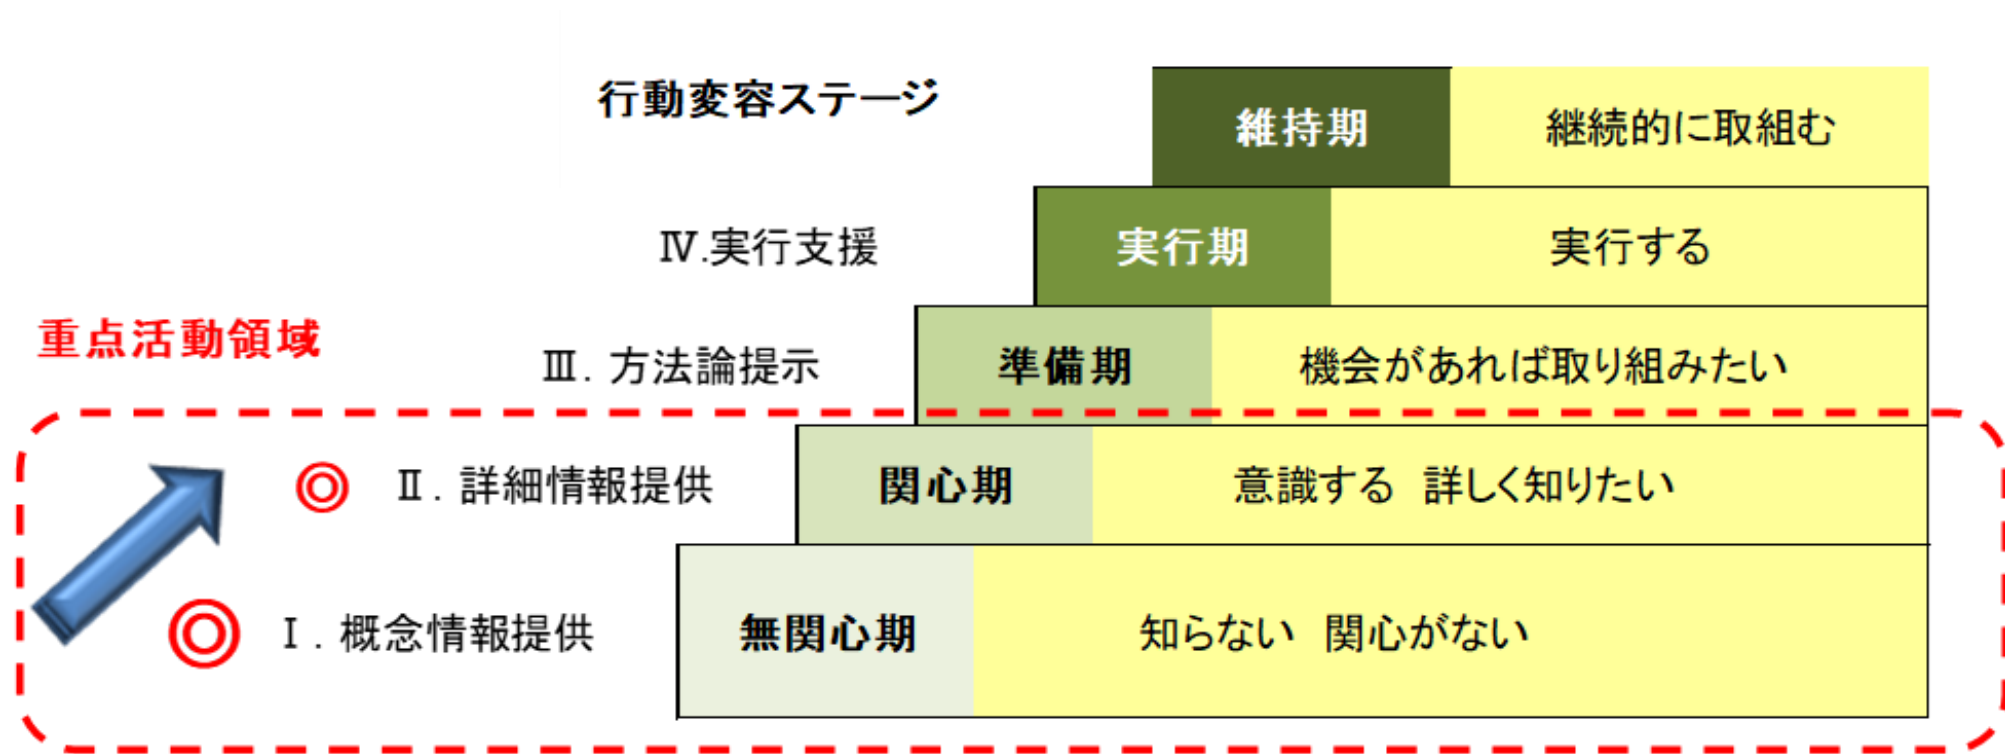 行動変容ステージ
維持期 継続的に取組む
Ⅳ.実行支援 実行期 実行する
重点活動領域
Ⅲ. 方法論提示 準備期 機会があれば取り組みたい
◎ Ⅱ. 詳細情報提供 関心期 意識する 詳しく知りたい
◎ Ⅰ. 概念情報提供 無関心期 知らない 関心がない